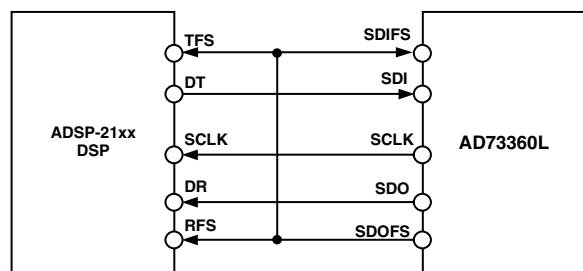 TFS SDIFS
DT SDI
ADSP-21xx
DSP
SCLK SCLK
AD73360L
DR SDO
RFS SDOFS